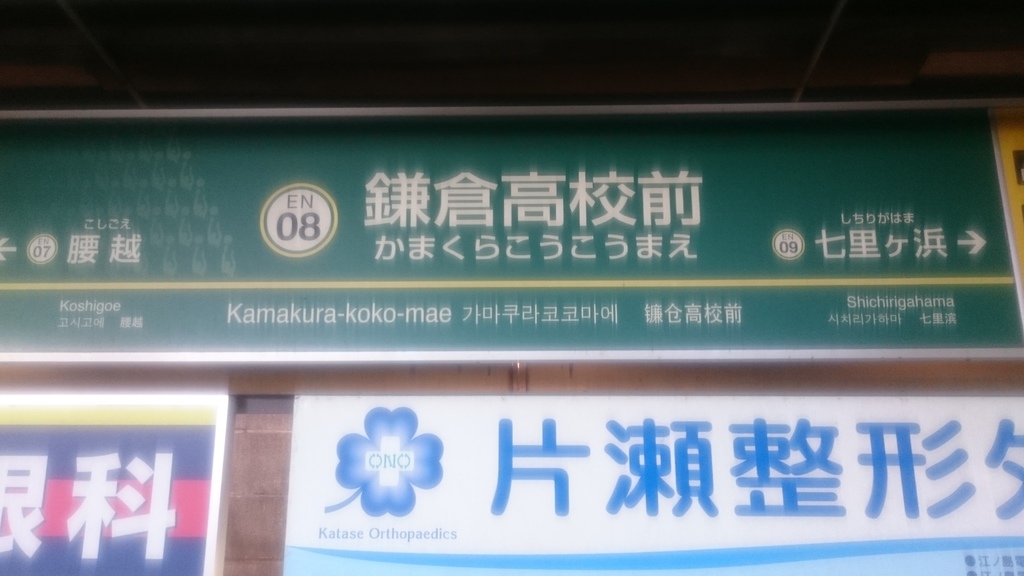 EN
08
鎌倉高校前
かまくらこうこうまえ
こしごえ
← EN 07 腰越
しちりがはま
EN 09 七里ヶ浜 →
Koshigoe
고시고에 腰越
Kamakura-koko-mae 가마쿠라코코마에 镰仓高校前
Shichirigahama
시치리가하마 七里滨
眼科
ONO
Katase Orthopaedics
片瀬整形外